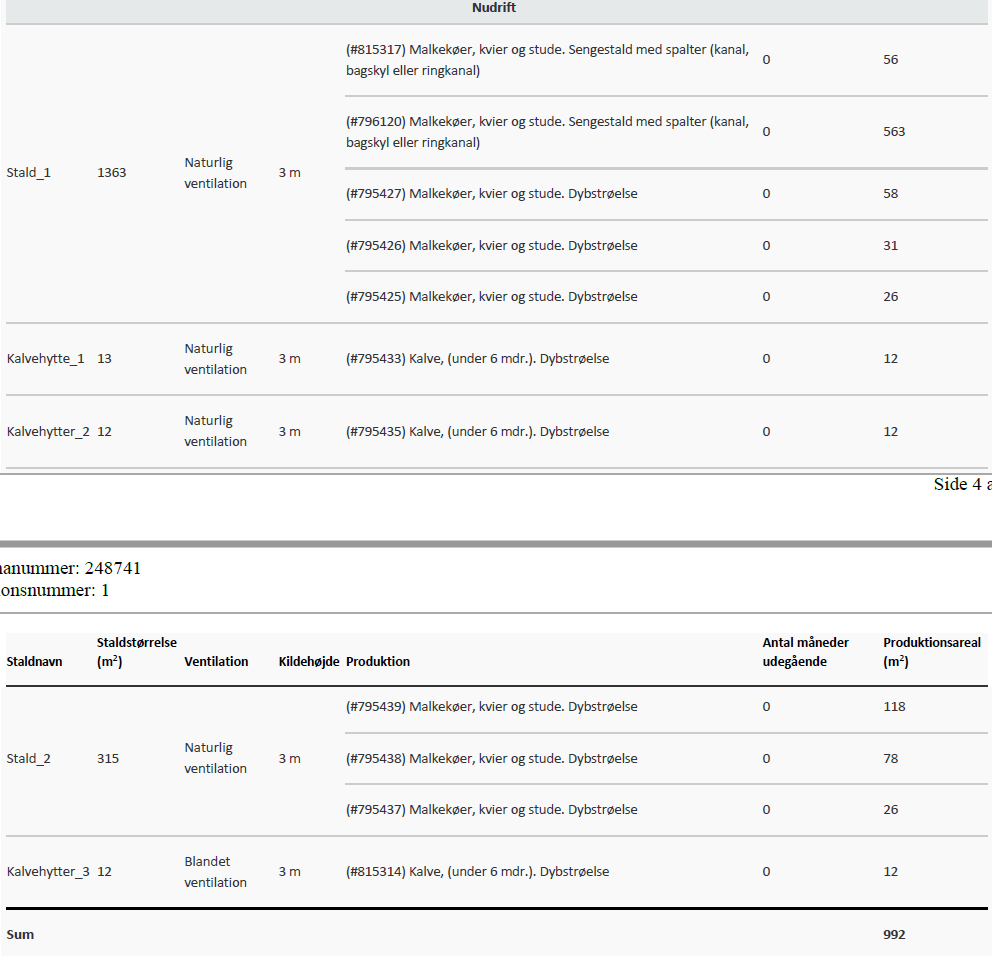 Nudrift
(#815317) Malkekøer, kvier og stude. Sengestald med spalter (kanal, 0 56
bagskyl eller ringkanal)
(#796120) Malkekøer, kvier og stude. Sengestald med spalter (kanal, 0 563
bagskyl eller ringkanal)
Stald_1 1363 Naturlig 3 m
ventilation
(#795427) Malkekøer, kvier og stude. Dybstrøelse 0 58
(#795426) Malkekøer, kvier og stude. Dybstrøelse 0 31
(#795425) Malkekøer, kvier og stude. Dybstrøelse 0 26
Kalvehytte_1 13 Naturlig 3 m (#795433) Kalve, (under 6 mdr.). Dybstrøelse 0 12
ventilation
Kalvehytter_2 12 Naturlig 3 m (#795435) Kalve, (under 6 mdr.). Dybstrøelse 0 12
ventilation
Side 4 a
anummer: 248741
onsnummer: 1
Staldstørrelse Antal måneder Produktionsareal
Staldnavn (m²) Ventilation Kildehøjde Produktion udegående (m²)
(#795439) Malkekøer, kvier og stude. Dybstrøelse 0 118
Stald_2 315 Naturlig 3 m (#795438) Malkekøer, kvier og stude. Dybstrøelse 0 78
ventilation
(#795437) Malkekøer, kvier og stude. Dybstrøelse 0 26
Kalvehytter_3 12 Blandet 3 m (#815314) Kalve, (under 6 mdr.). Dybstrøelse 0 12
ventilation
Sum 992